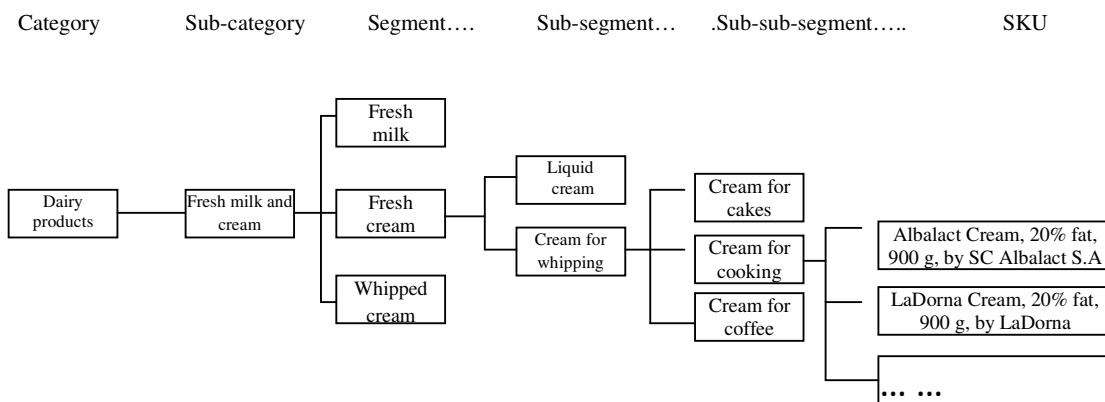 Category Sub-category Segment…. Sub-segment… .Sub-sub-segment….. SKU
Fresh
milk
Liquid
cream
Cream for
cakes
Dairy
products
Fresh milk and
cream
Fresh
cream
Cream for
whipping
Cream for
cooking
Albalact Cream, 20% fat,
900 g, by SC Albalact S.A
Whipped
cream
Cream for
coffee
LaDorna Cream, 20% fat,
900 g, by LaDorna
… …